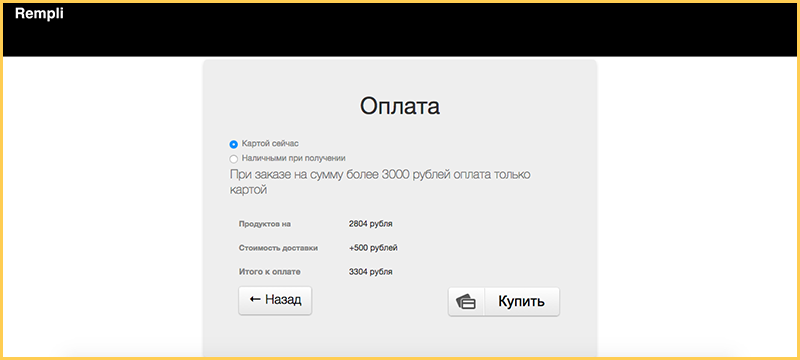 Rempli
Оплата
Картой сейчас
Наличными при получении
При заказе на сумму более 3000 рублей оплата только
картой
Продуктов на 2804 рубля
Стоимость доставки +500 рублей
Итого к оплате 3304 рубля
← Назад Купить